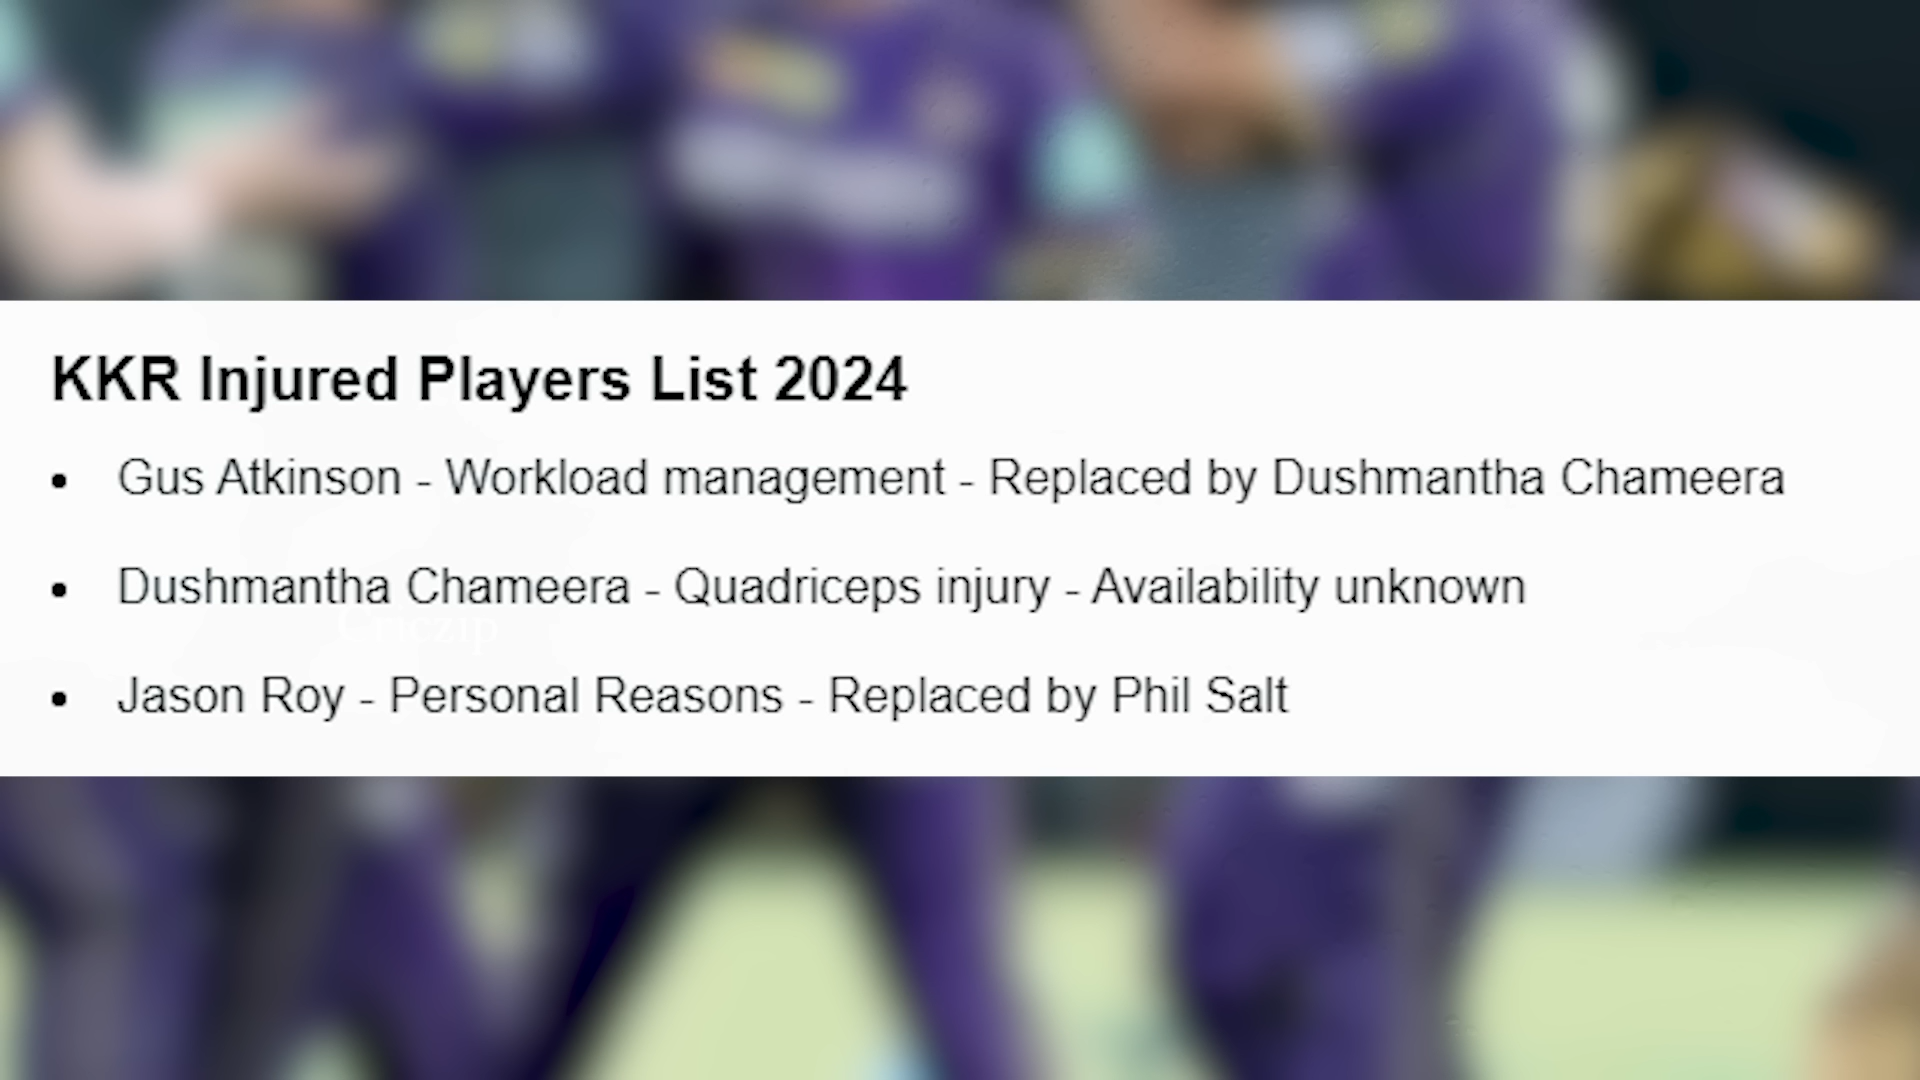 KKR Injured Players List 2024
• Gus Atkinson - Workload management - Replaced by Dushmantha Chameera
• Dushmantha Chameera - Quadriceps injury - Availability unknown
Criczip
• Jason Roy - Personal Reasons - Replaced by Phil Salt